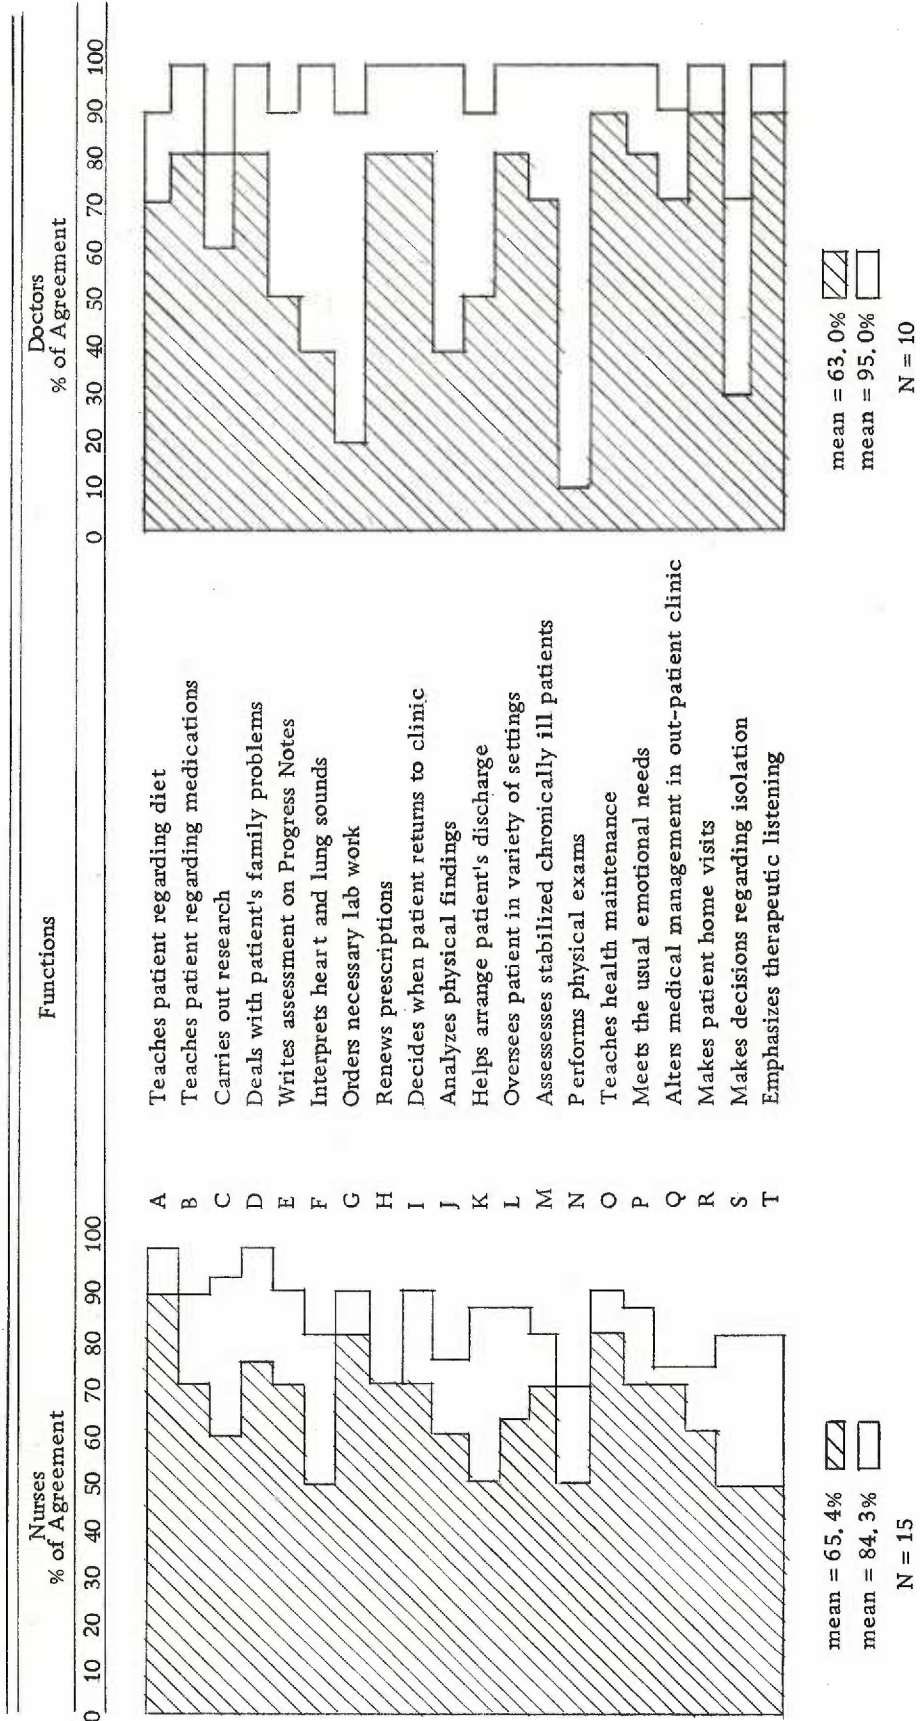 Nurses
% of Agreement
0 10 20 30 40 50 60 70 80 90 100
Functions
A Teaches patient regarding diet
B Teaches patient regarding medications
C Carries out research
D Deals with patient's family problems
E Writes assessment on Progress Notes
F Interprets heart and lung sounds
G Orders necessary lab work
H Renews prescriptions
I Decides when patient returns to clinic
J Analyzes physical findings
K Helps arrange patient's discharge
L Oversees patient in variety of settings
M Assessesses stabilized chronically ill patients
N Performs physical exams
O Teaches health maintenance
P Meets the usual emotional needs
Q Alters medical management in out-patient clinic
R Makes patient home visits
S Makes decisions regarding isolation
T Emphasizes therapeutic listening
Doctors
% of Agreement
0 10 20 30 40 50 60 70 80 90 100
mean = 65.4%
mean = 84.3%
N = 15
mean = 63.0%
mean = 95.0%
N = 10